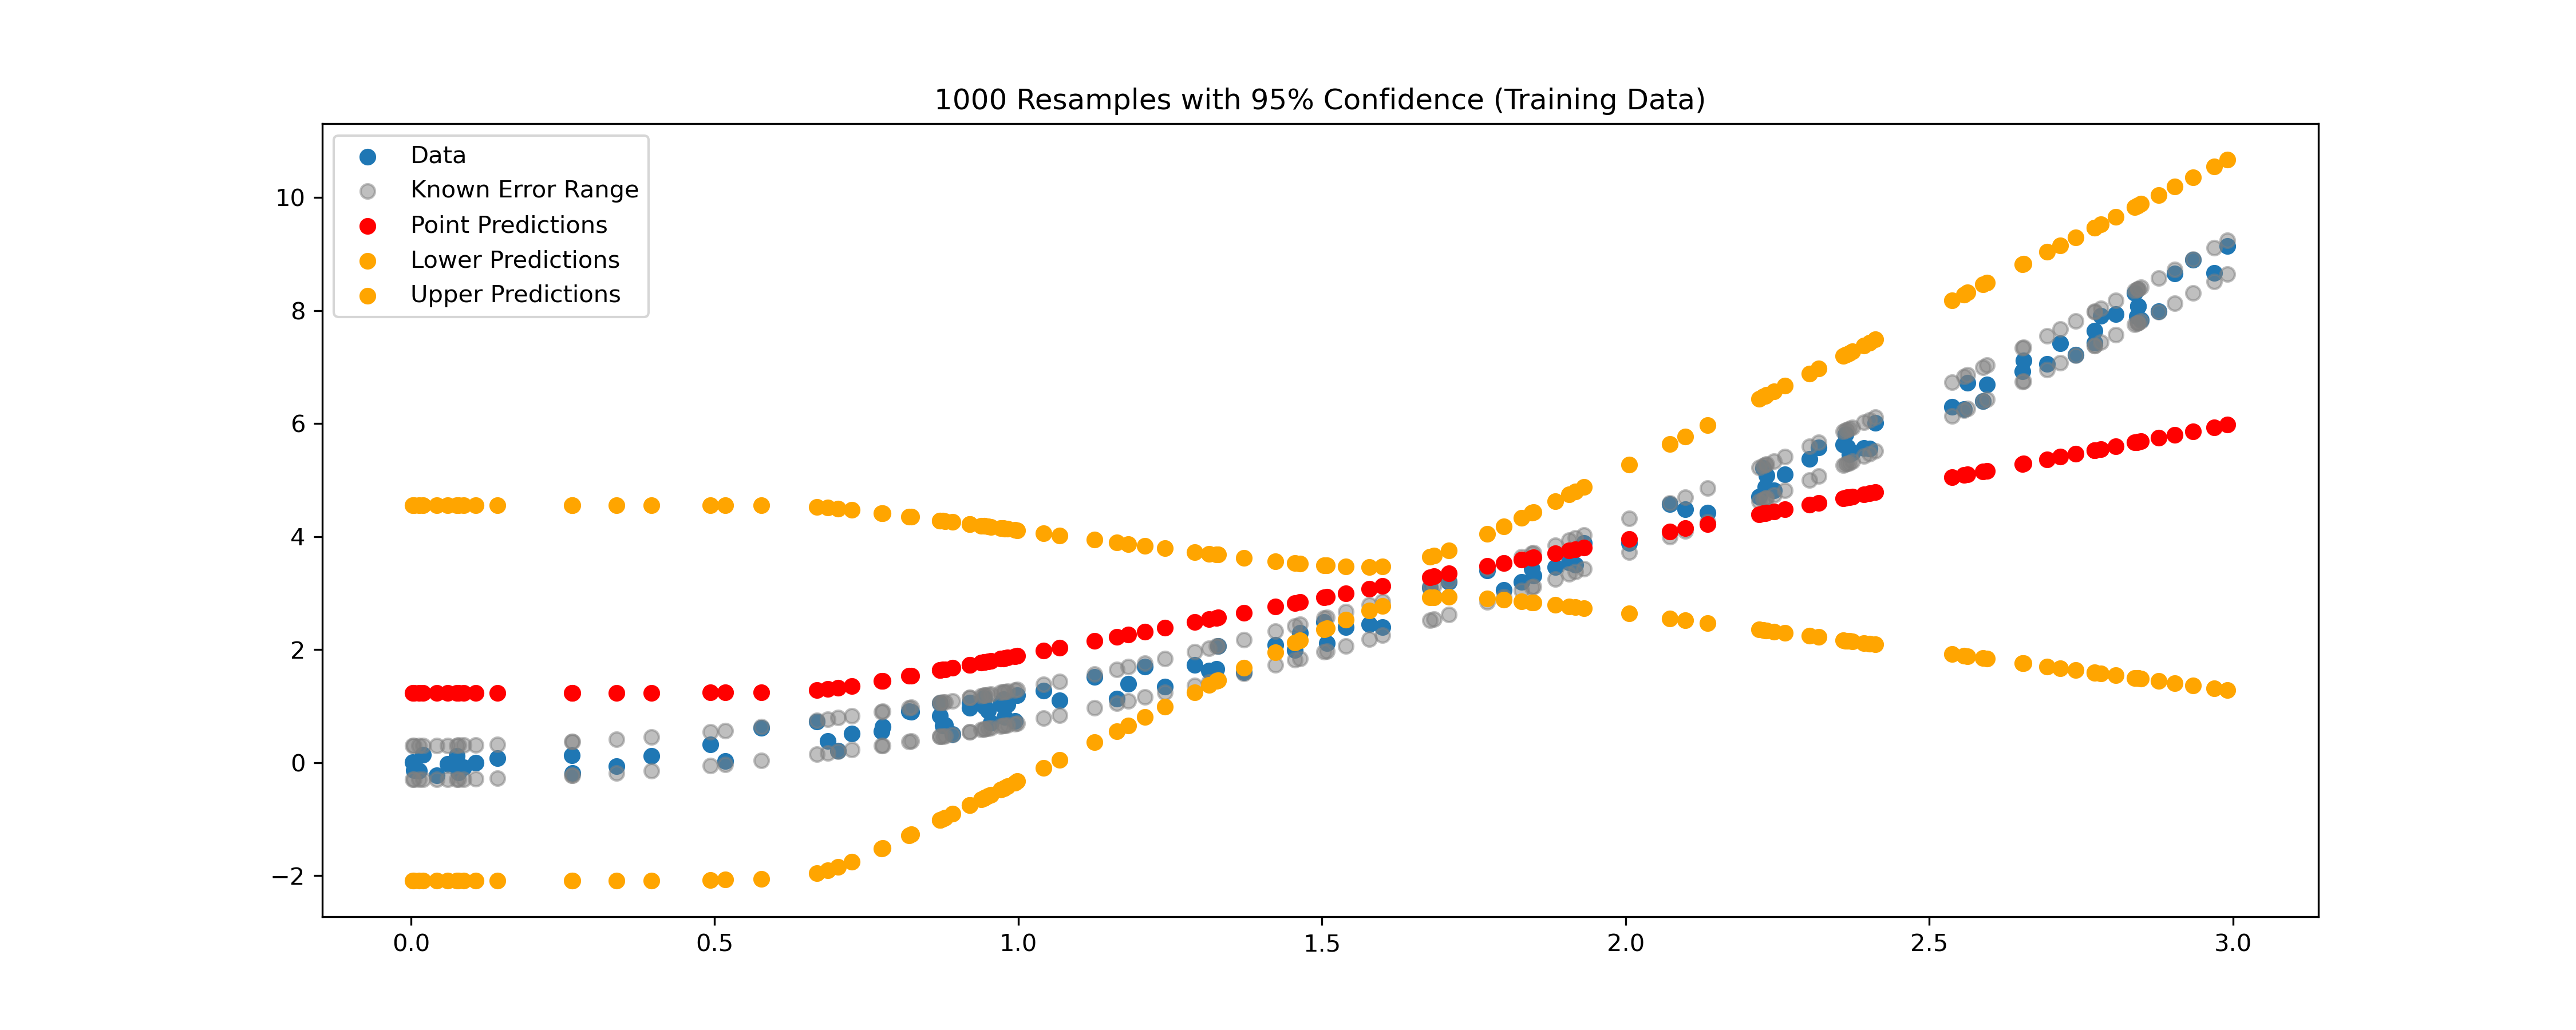 1000 Resamples with 95% Confidence (Training Data)
Data
Known Error Range
Point Predictions
Lower Predictions
Upper Predictions
10
8
6
4
2
0
−2
0.0 0.5 1.0 1.5 2.0 2.5 3.0